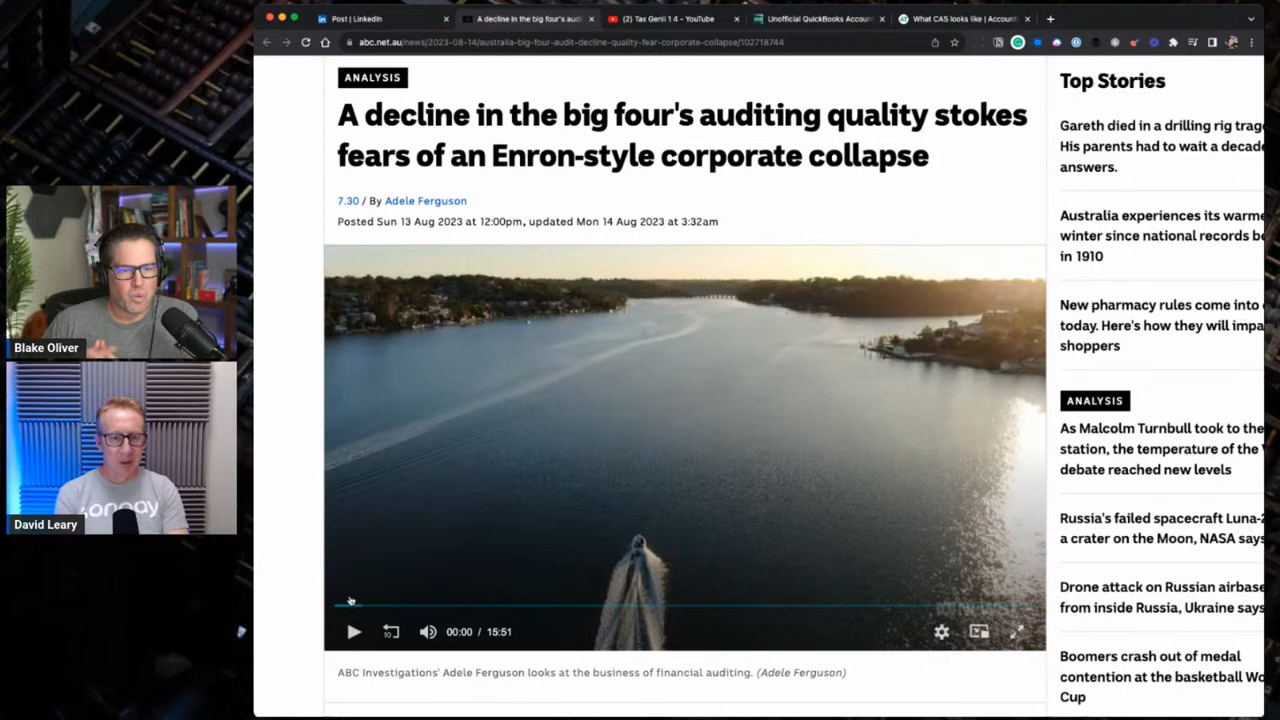 Post | LinkedIn
A decline in the big four's aud
(2) Tax Genii 1 4 - YouTube
Unofficial QuickBooks Accoun
What CAS looks like | Account
abc.net.au/news/2023-08-14/australia-big-four-audit-decline-quality-fear-corporate-collapse/102718744
ANALYSIS
A decline in the big four's auditing quality stokes
fears of an Enron-style corporate collapse
7.30 / By Adele Ferguson
Posted Sun 13 Aug 2023 at 12:00pm, updated Mon 14 Aug 2023 at 3:32am
10
00:00 / 15:51
ABC Investigations' Adele Ferguson looks at the business of financial auditing. (Adele Ferguson)
Top Stories
Gareth died in a drilling rig trag
His parents had to wait a decade
answers.
Australia experiences its warme
winter since national records be
in 1910
New pharmacy rules come into
today. Here's how they will impa
shoppers
ANALYSIS
As Malcolm Turnbull took to the
station, the temperature of the V
debate reached new levels
Russia's failed spacecraft Luna-2
a crater on the Moon, NASA says
Drone attack on Russian airbase
from inside Russia, Ukraine says
Boomers crash out of medal
contention at the basketball Wo
Cup
Blake Oliver
David Leary